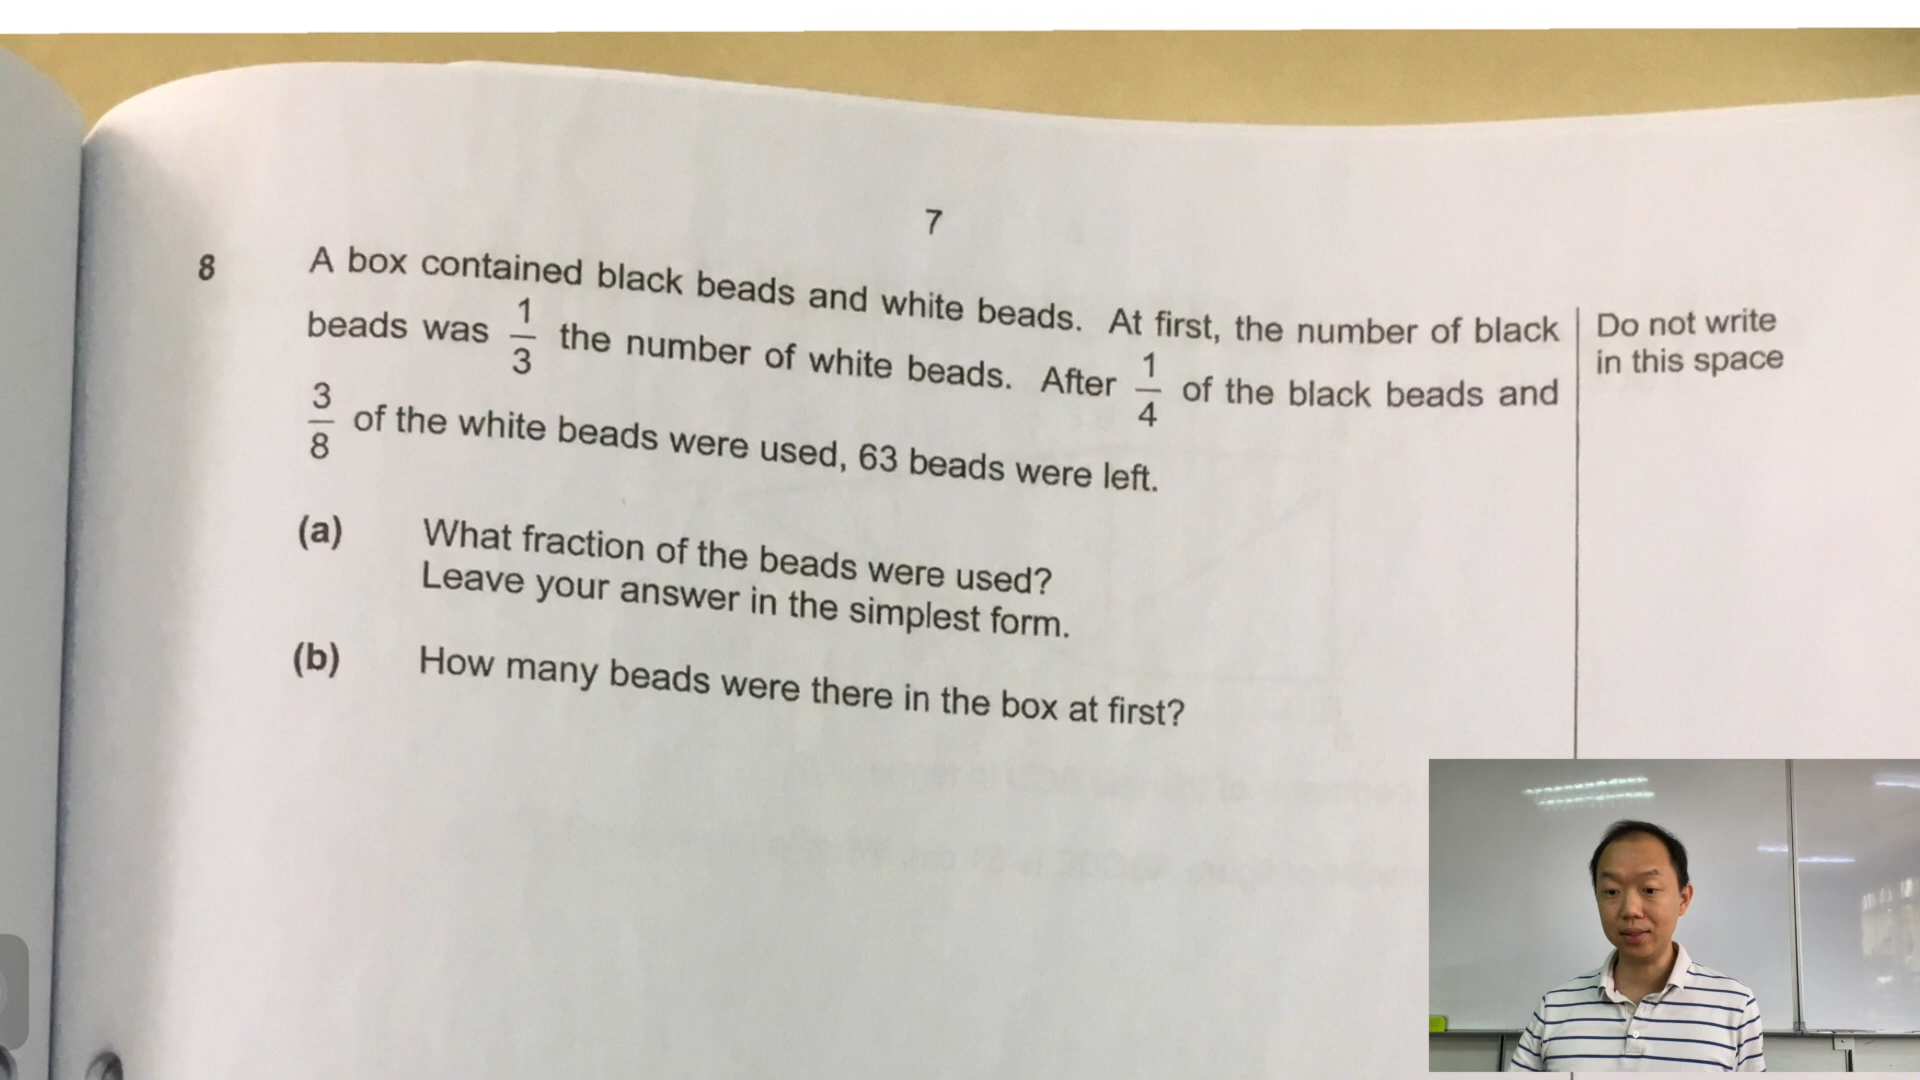 7
8 A box contained black beads and white beads. At first, the number of black
beads was 1/3 the number of white beads. After 1/4 of the black beads and
3/8 of the white beads were used, 63 beads were left.
Do not write
in this space
(a) What fraction of the beads were used?
Leave your answer in the simplest form.
(b) How many beads were there in the box at first?